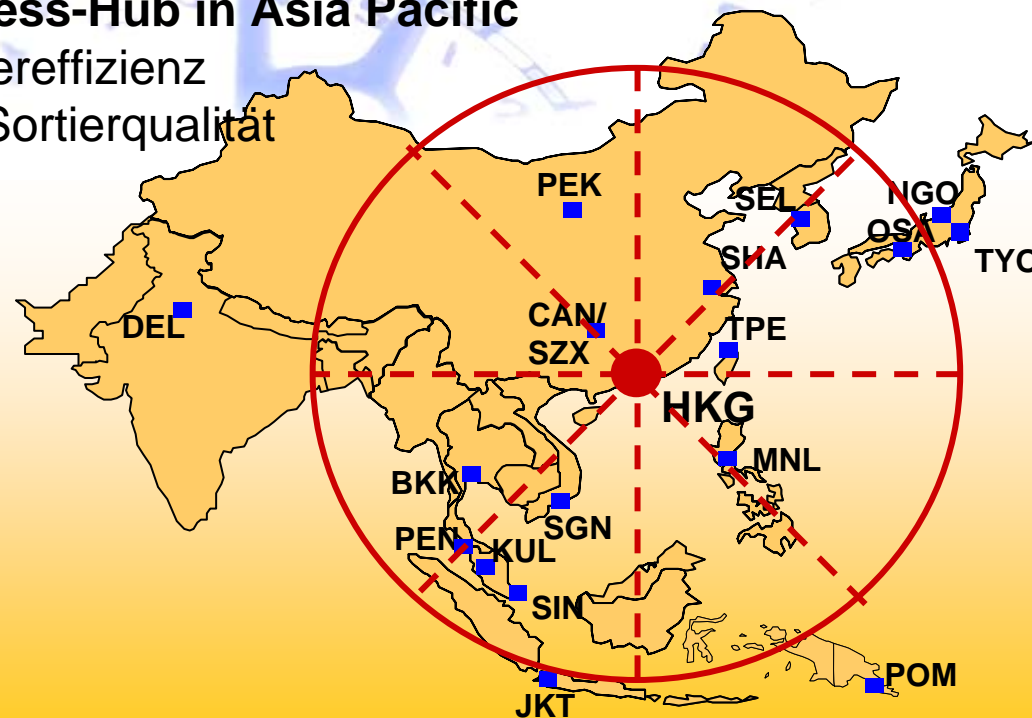 ess-Hub in Asia Pacific
ereffizienz
Sortierqualität
PEK
SEL
NGO
OSA
TYO
SHA
DEL
CAN/
SZX
TPE
HKG
MNL
BKK
SGN
PEN
KUL
SIN
POM
JKT